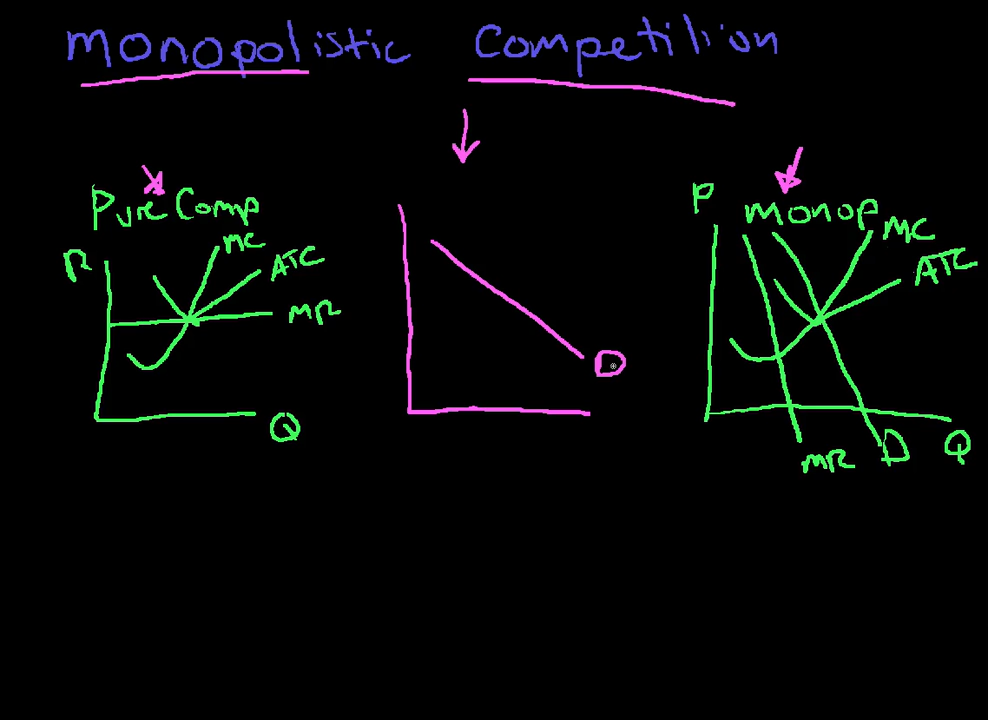 Monopolistic Competition
Pure Comp
P
MC
ATC
MR
Q
D
P
Monop
MC
ATC
MR
D
Q